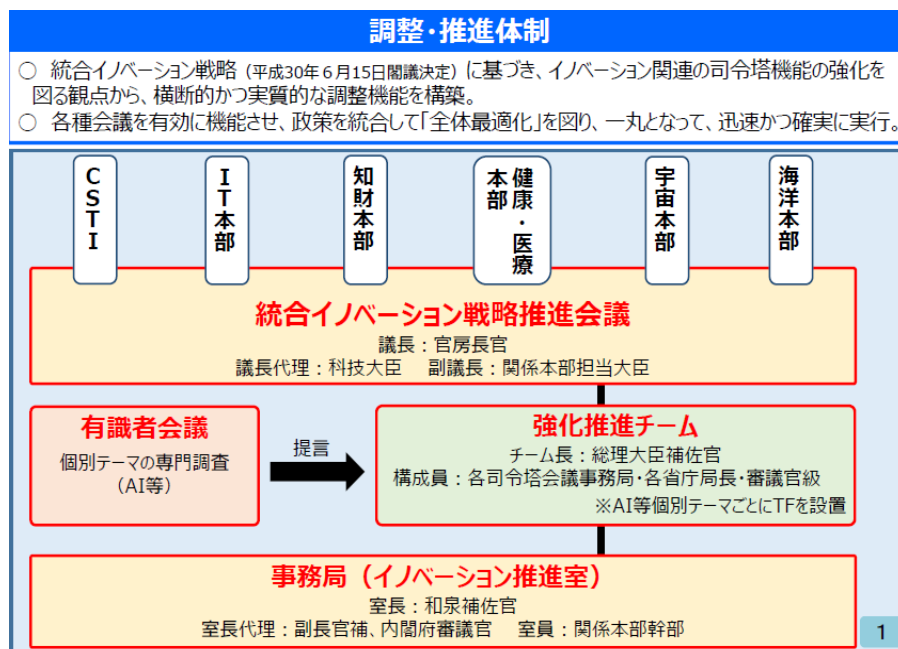 調整・推進体制
○ 統合イノベーション戦略（平成30年６月15日閣議決定）に基づき、イノベーション関連の司令塔機能の強化を
図る観点から、横断的かつ実質的な調整機能を構築。
○ 各種会議を有効に機能させ、政策を統合して「全体最適化」を図り、一丸となって、迅速かつ確実に実行。
CSTI
IT本部
知財本部
健康・医療
本部
宇宙本部
海洋本部
統合イノベーション戦略推進会議
議長：官房長官
議長代理：科技大臣 副議長：関係本部担当大臣
有識者会議
個別テーマの専門調査
（AI等）
提言
強化推進チーム
チーム長：総理大臣補佐官
構成員：各司令塔会議事務局・各省庁局長・審議官級
※AI等個別テーマごとにTFを設置
事務局（イノベーション推進室）
室長：和泉補佐官
室長代理：副長官補、内閣府審議官 室員：関係本部幹部
1